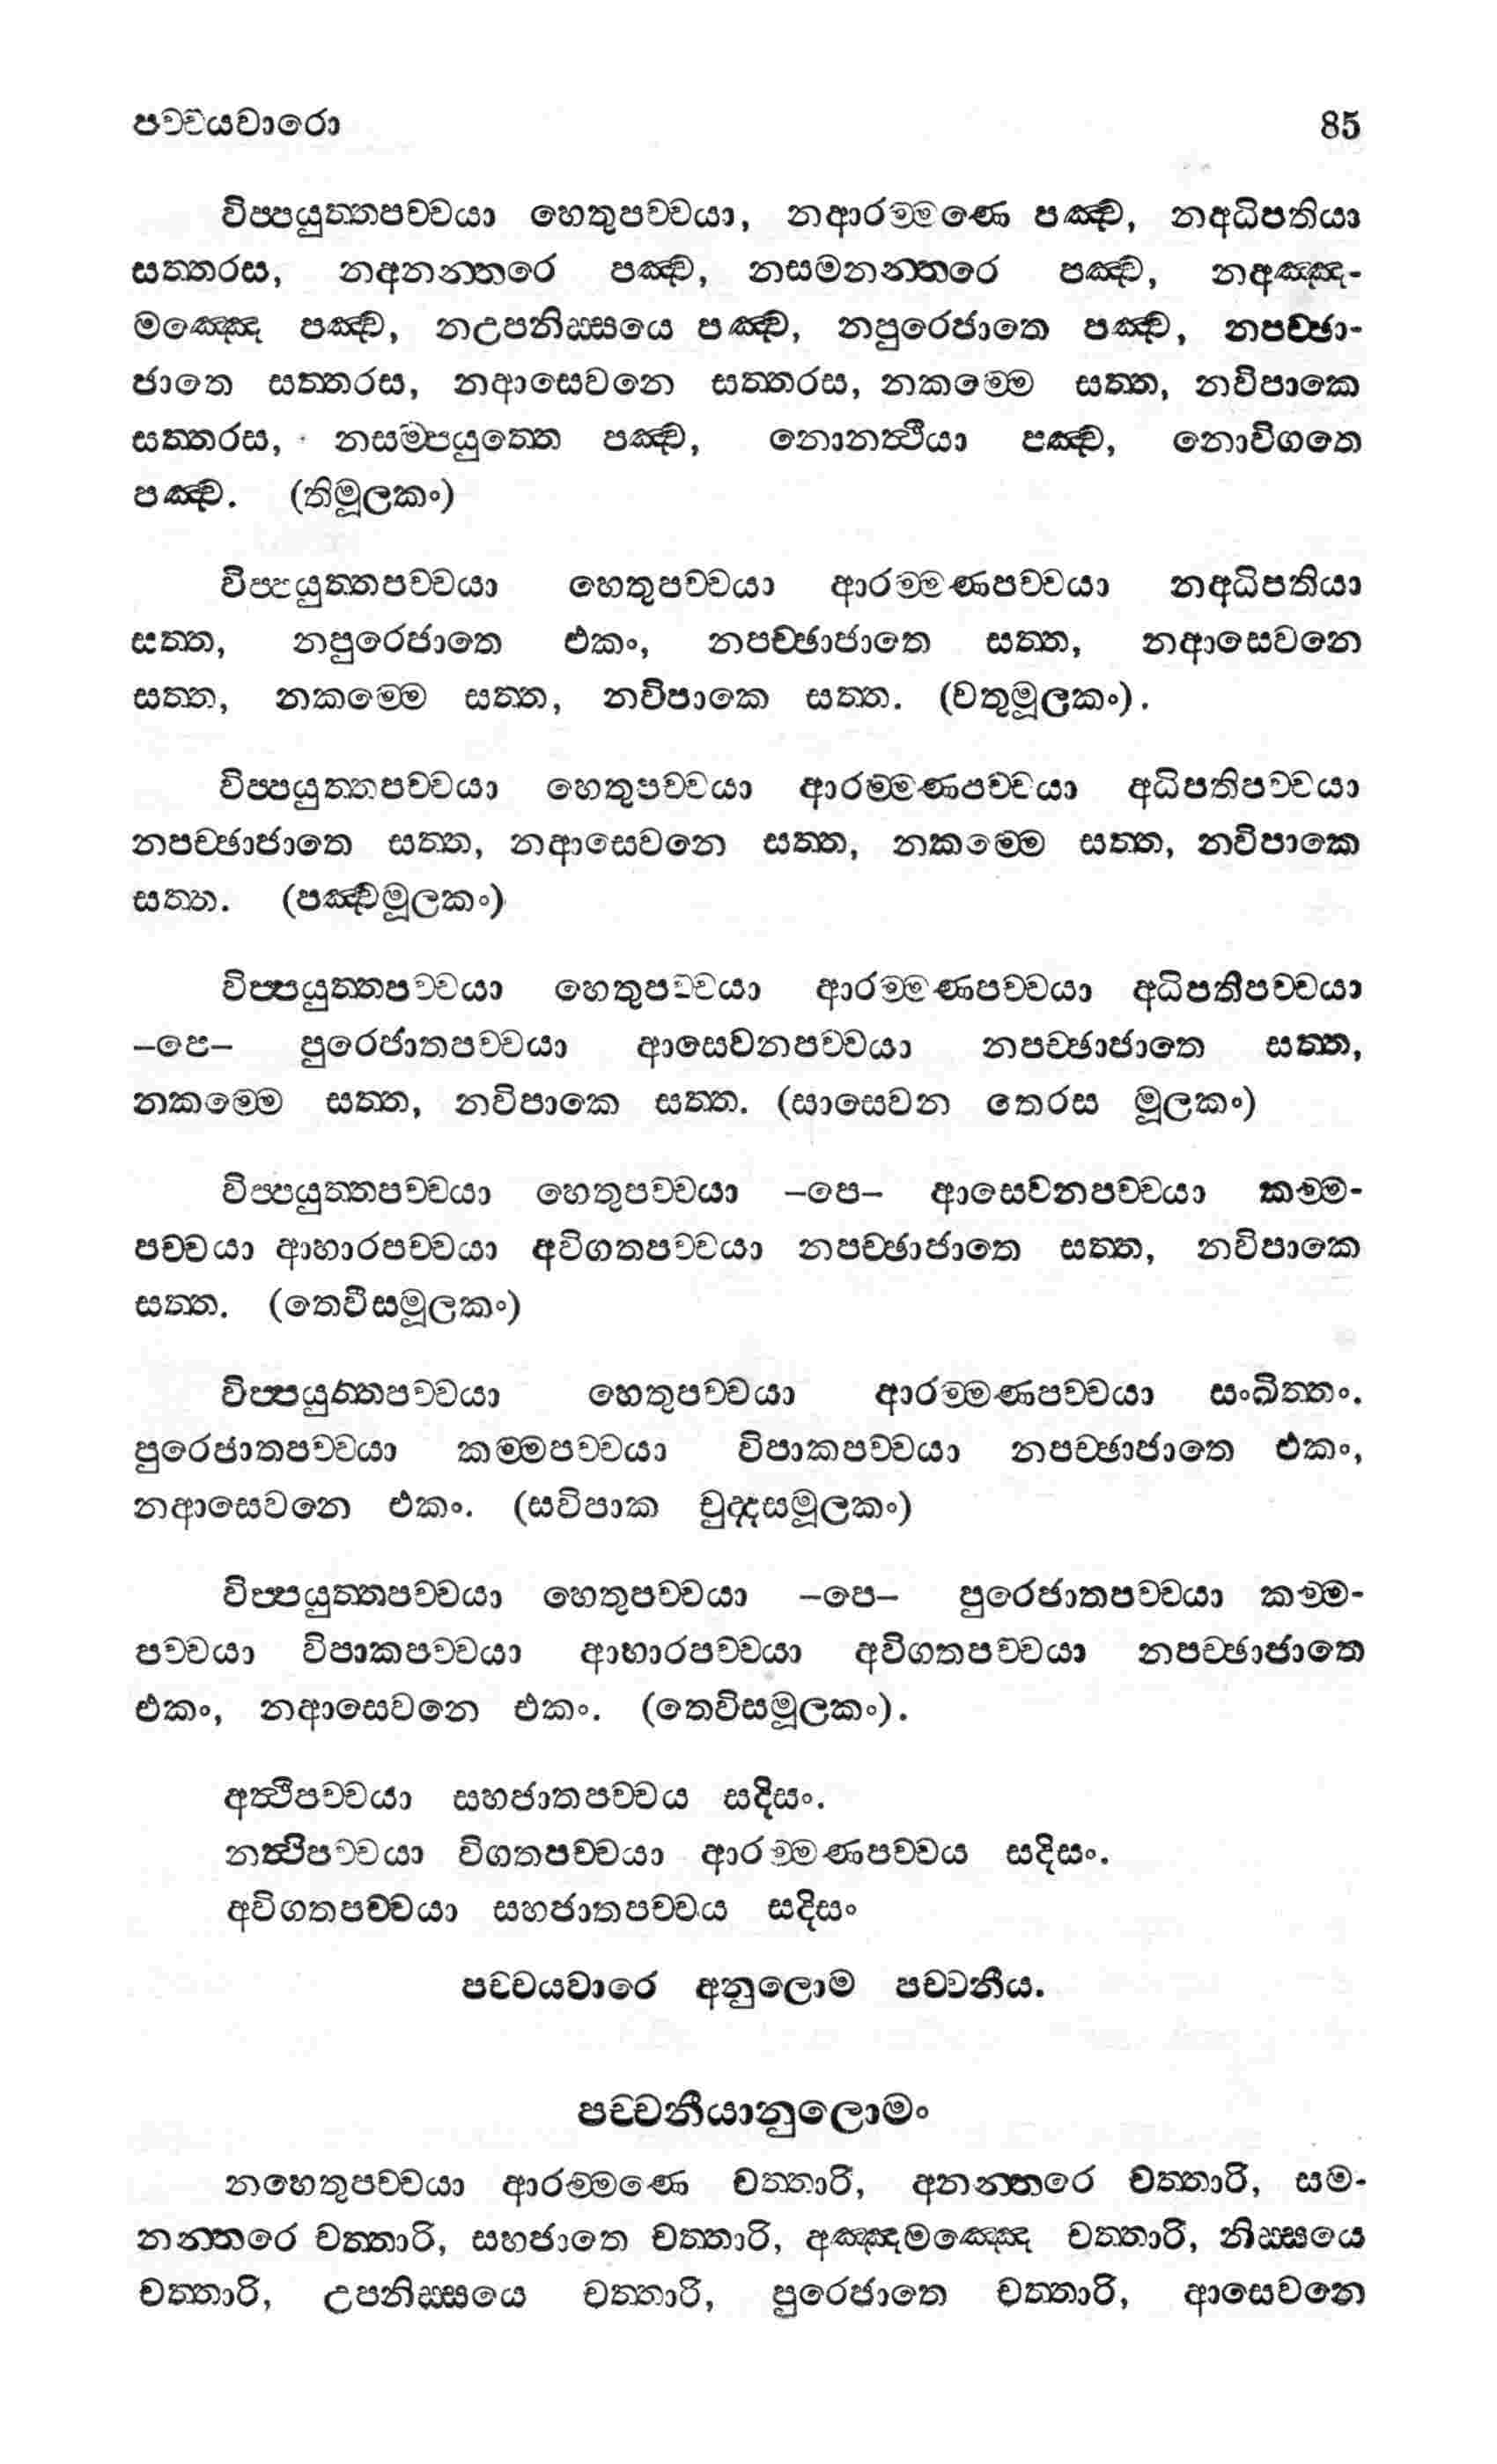 පච්චයවාරො 85
විප්පයුත්තපච්චයා හෙතුපච්චයා, නආරම්මණෙ පඤ්ච, නඅධිපතියා
සත්තරස, නඅනන්තරෙ පඤ්ච, නසමනන්තරෙ පඤ්ච, නඅඤ්ඤ-
මඤ්ඤෙ පඤ්ච, නඋපනිස්සයෙ පඤ්ච, නපුරෙජාතෙ පඤ්ච, නපච්ඡා-
ජාතෙ සත්තරස, නආසෙවනෙ සත්තරස, නකම්මෙ සත්ත, නවිපාකෙ
සත්තරස, නසම්පයුත්තෙ පඤ්ච, නොනත්ථියා පඤ්ච, නොවිගතෙ
පඤ්ච. (තිමූලකං)
විප්පයුත්තපච්චයා හෙතුපච්චයා ආරම්මණපච්චයා නඅධිපතියා
සත්ත, නපුරෙජාතෙ එකං, නපච්ඡාජාතෙ සත්ත, නආසෙවනෙ
සත්ත, නකම්මෙ සත්ත, නවිපාකෙ සත්ත. (චතුමූලකං).
විප්පයුත්තපච්චයා හෙතුපච්චයා ආරම්මණපච්චයා අධිපතිපච්චයා
නපච්ඡාජාතෙ සත්ත, නආසෙවනෙ සත්ත, නකම්මෙ සත්ත, නවිපාකෙ
සත්ත. (පඤ්චමූලකං)
විප්පයුත්තපච්චයා හෙතුපච්චයා ආරම්මණපච්චයා අධිපතිපච්චයා
–පෙ– පුරෙජාතපච්චයා ආසෙවනපච්චයා නපච්ඡාජාතෙ සත්ත,
නකම්මෙ සත්ත, නවිපාකෙ සත්ත. (සාසෙවන තෙරස මූලකං)
විප්පයුත්තපච්චයා හෙතුපච්චයා –පෙ– ආසෙවනපච්චයා කම්ම-
පච්චයා ආහාරපච්චයා අවිගතපච්චයා නපච්ඡාජාතෙ සත්ත, නවිපාකෙ
සත්ත. (තෙවීසමූලකං)
විප්පයුත්තපච්චයා හෙතුපච්චයා ආරම්මණපච්චයා සංඛිත්තං.
පුරෙජාතපච්චයා කම්මපච්චයා විපාකපච්චයා නපච්ඡාජාතෙ එකං,
නආසෙවනෙ එකං. (සවිපාක චුද්දසමූලකං)
විප්පයුත්තපච්චයා හෙතුපච්චයා –පෙ– පුරෙජාතපච්චයා කම්ම-
පච්චයා විපාකපච්චයා ආහාරපච්චයා අවිගතපච්චයා නපච්ඡාජාතෙ
එකං, නආසෙවනෙ එකං. (තෙවිසමූලකං).
අත්ථිපච්චයා සහජාතපච්චය සදිසං.
නත්ථිපච්චයා විගතපච්චයා ආරම්මණපච්චය සදිසං.
අවිගතපච්චයා සහජාතපච්චය සදිසං
පච්චයවාරෙ අනුලොම පච්චනීය.
පච්චනීයානුලොමං
නහෙතුපච්චයා ආරම්මණෙ චත්තාරි, අනන්තරෙ චත්තාරි, සම-
නන්තරෙ චත්තාරි, සහජාතෙ චත්තාරි, අඤ්ඤමඤ්ඤෙ චත්තාරි, නිස්සයෙ
චත්තාරි, උපනිස්සයෙ චත්තාරි, පුරෙජාතෙ චත්තාරි, ආසෙවනෙ